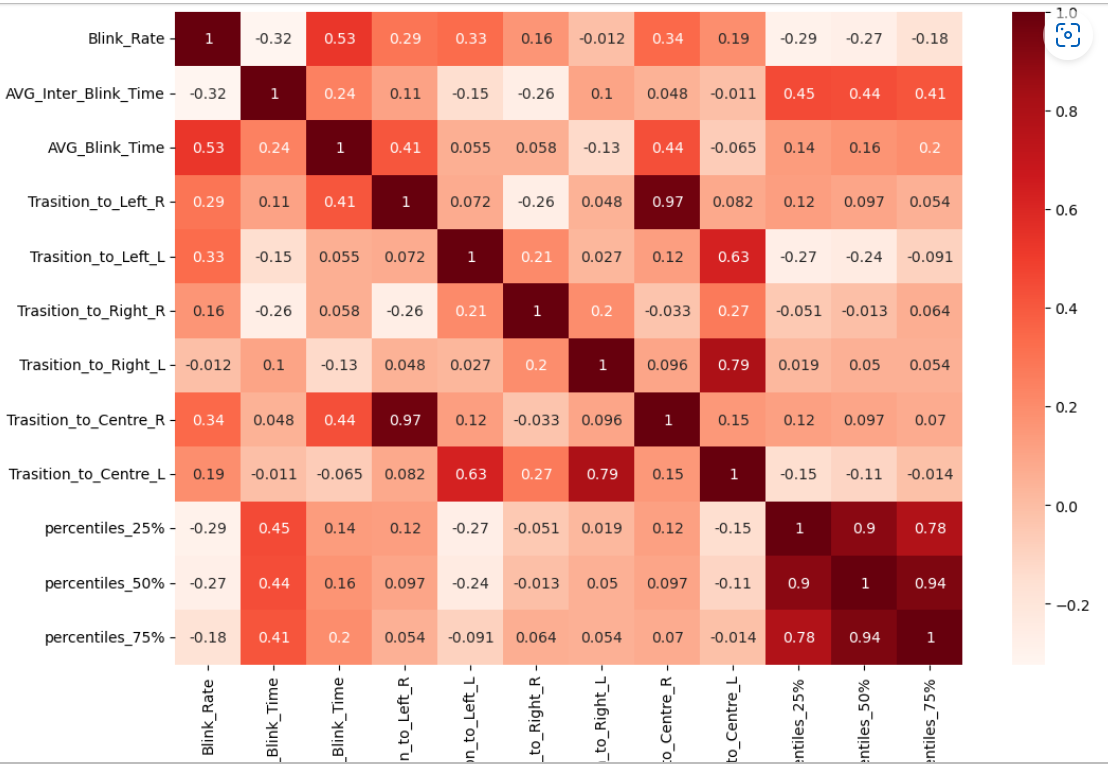 Blink_Rate 1 -0.32 0.53 0.29 0.33 0.16 -0.012 0.34 0.19 -0.29 -0.27 -0.18
AVG_Inter_Blink_Time -0.32 1 0.24 0.11 -0.15 -0.26 0.1 0.048 -0.011 0.45 0.44 0.41
AVG_Blink_Time 0.53 0.24 1 0.41 0.055 0.058 -0.13 0.44 -0.065 0.14 0.16 0.2
Trasition_to_Left_R 0.29 0.11 0.41 1 0.072 -0.26 0.048 0.97 0.082 0.12 0.097 0.054
Trasition_to_Left_L 0.33 -0.15 0.055 0.072 1 0.21 0.027 0.12 0.63 -0.27 -0.24 -0.091
Trasition_to_Right_R 0.16 -0.26 0.058 -0.26 0.21 1 0.2 -0.033 0.27 -0.051 -0.013 0.064
Trasition_to_Right_L -0.012 0.1 -0.13 0.048 0.027 0.2 1 0.096 0.79 0.019 0.05 0.054
Trasition_to_Centre_R 0.34 0.048 0.44 0.97 0.12 -0.033 0.096 1 0.15 0.12 0.097 0.07
Trasition_to_Centre_L 0.19 -0.011 -0.065 0.082 0.63 0.27 0.79 0.15 1 -0.15 -0.11 -0.014
percentiles_25% -0.29 0.45 0.14 0.12 -0.27 -0.051 0.019 0.12 -0.15 1 0.9 0.78
percentiles_50% -0.27 0.44 0.16 0.097 -0.24 -0.013 0.05 0.097 -0.11 0.9 1 0.94
percentiles_75% -0.18 0.41 0.2 0.054 -0.091 0.064 0.054 0.07 -0.014 0.78 0.94 1
Blink_Rate
_Blink_Time
_Blink_Time
n_to_Left_R
on_to_Left_L
_to_Right_R
_to_Right_L
to_Centre_R
to_Centre_L
entiles_25%
entiles_50%
entiles_75%
1.0
0.8
0.6
0.4
0.2
0.0
−0.2